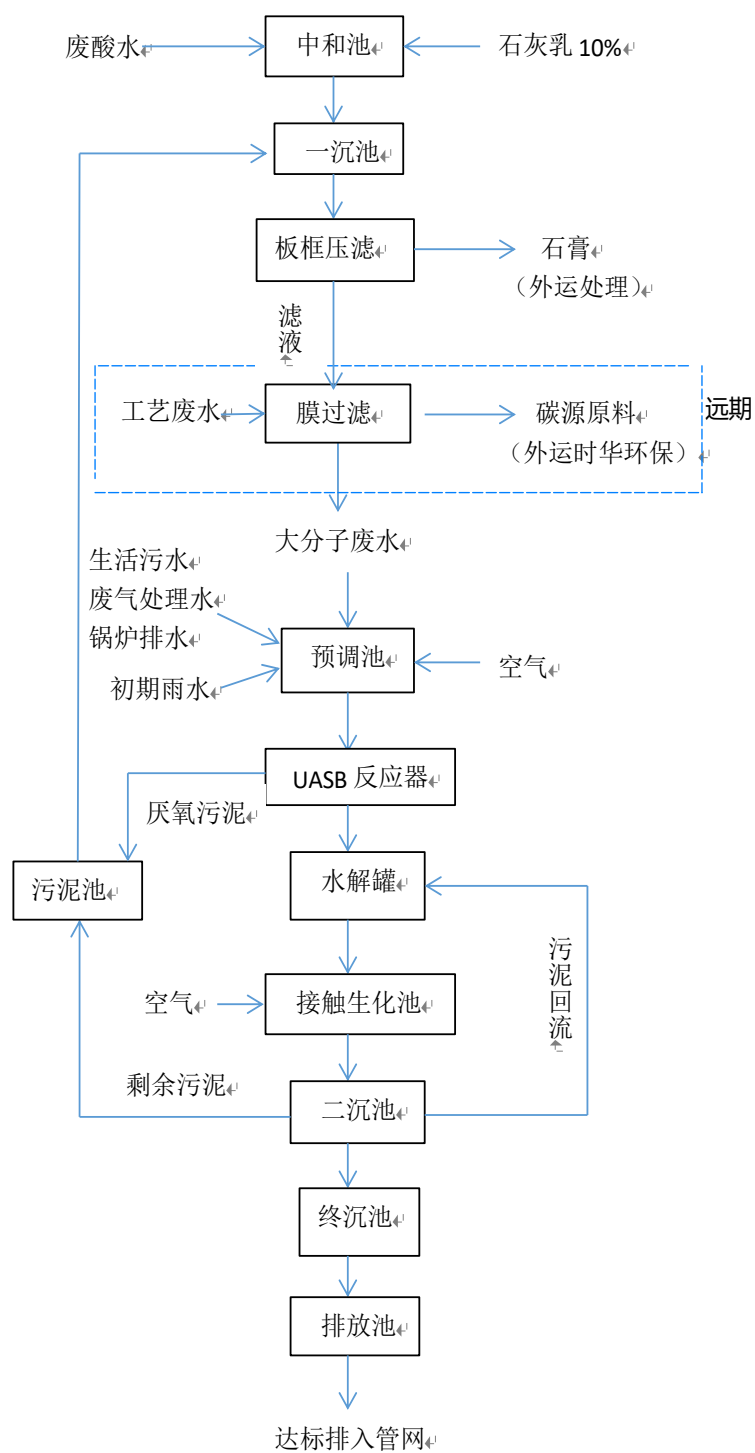 废酸水
中和池
石灰乳 10%
一沉池
板框压滤
石膏
（外运处理）
滤液
工艺废水
膜过滤
碳源原料
（外运时华环保）
远期
大分子废水
生活污水
废气处理水
锅炉排水
初期雨水
预调池
空气
UASB 反应器
厌氧污泥
污泥池
水解罐
污泥回流
空气
接触生化池
剩余污泥
二沉池
终沉池
排放池
达标排入管网